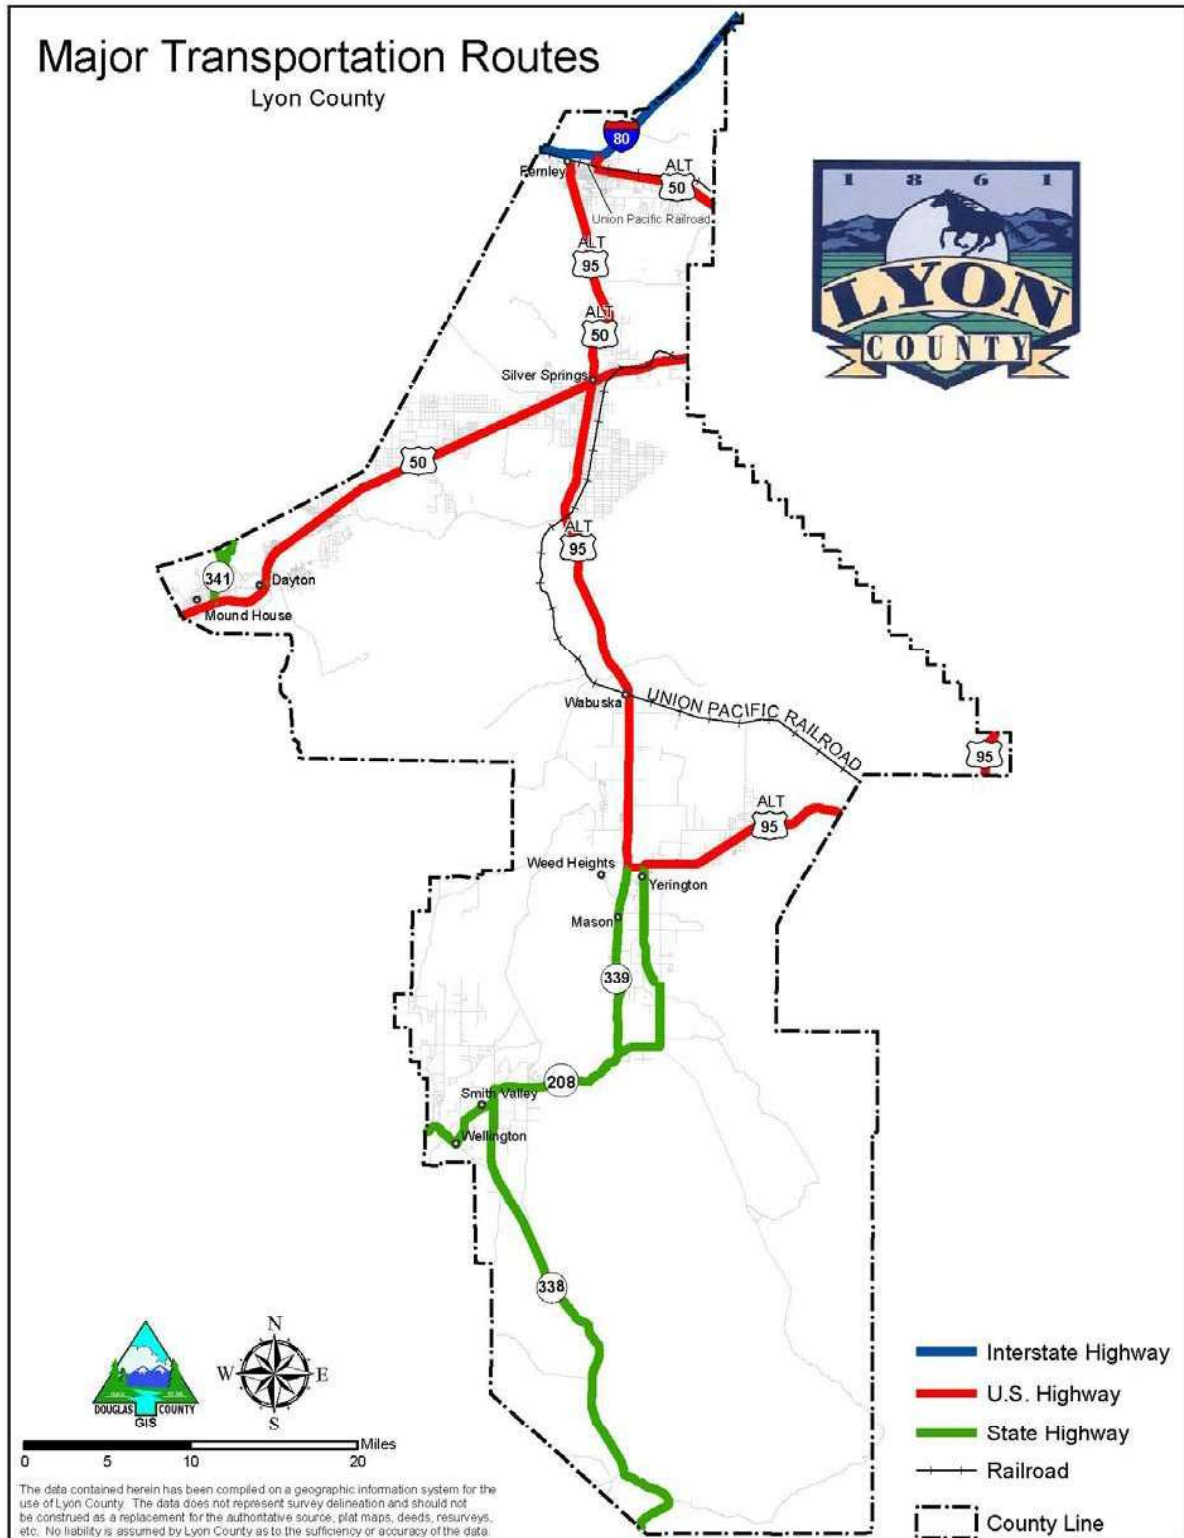 Major Transportation Routes
Lyon County
80
Fernley
ALT
50
Union Pacific Railroad
1 8 6 1
LYON
COUNTY
ALT
95
ALT
50
Silver Springs
50
ALT
95
341
Dayton
Mound House
Wabuska
UNION PACIFIC RAILROAD
95
ALT
95
Weed Heights
Yerington
Mason
339
208
Smith Valley
Wellington
338
N
W E
S
DOUGLAS COUNTY
GIS
Interstate Highway
U.S. Highway
State Highway
Railroad
County Line
Miles
0 5 10 20
The data contained herein has been compiled on a geographic information system for the
use of Lyon County. The data does not represent survey delineation and should not
be construed as a replacement for the authoritative source, plat maps, deeds, resurveys,
etc. No liability is assumed by Lyon County as to the sufficiency or accuracy of the data.